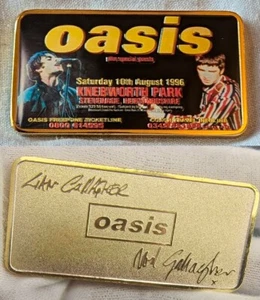 oasis
plus special guests
Saturday 10th August 1996
KNEBWORTH PARK
STEVENAGE, HERTFORDSHIRE
OASIS FREEPHONE TICKETLINE
Liam Gallagher
oasis
Noel Gallagher